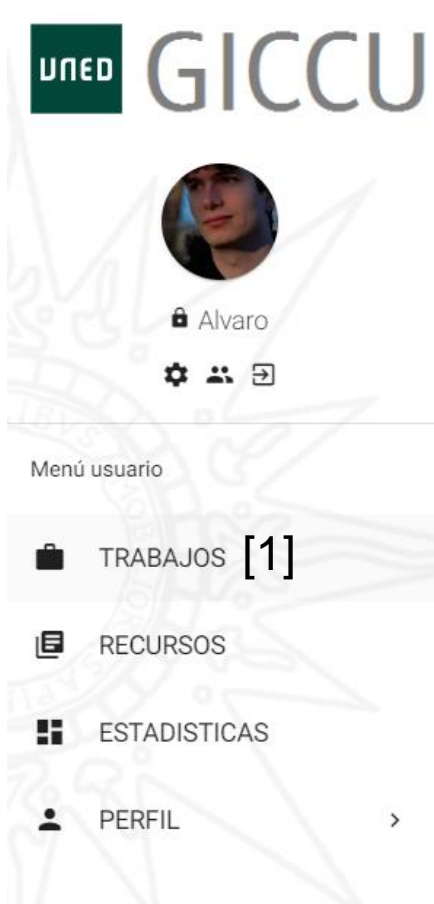 UNED GICCU
Alvaro
Menú usuario
TRABAJOS [1]
RECURSOS
ESTADISTICAS
PERFIL